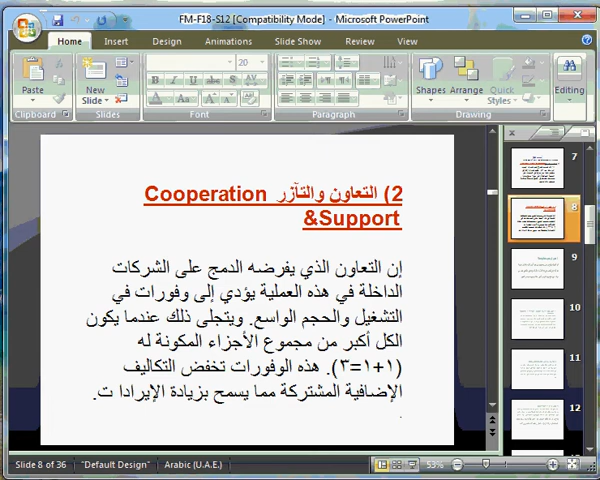 FM-F18-S12 [Compatibility Mode] - Microsoft PowerPoint
Home Insert Design Animations Slide Show Review View
Paste
New Slide
Shapes Arrange Quick Styles
Editing
20
Clipboard Slides Font Paragraph Drawing
2) التعاون والتآزر Cooperation
&Support
إن التعاون الذي يفرضه الدمج على الشركات
الداخلة في هذه العملية يؤدي إلى وفورات في
التشغيل والحجم الواسع. ويتجلى ذلك عندما يكون
الكل أكبر من مجموع الأجزاء المكونة له
(١+١=٣). هذه الوفورات تخفض التكاليف
الإضافية المشتركة مما يسمح بزيادة الإيرادا ت.
.
7
8
9
10
11
12
Slide 8 of 36 "Default Design" Arabic (U.A.E.) 53%